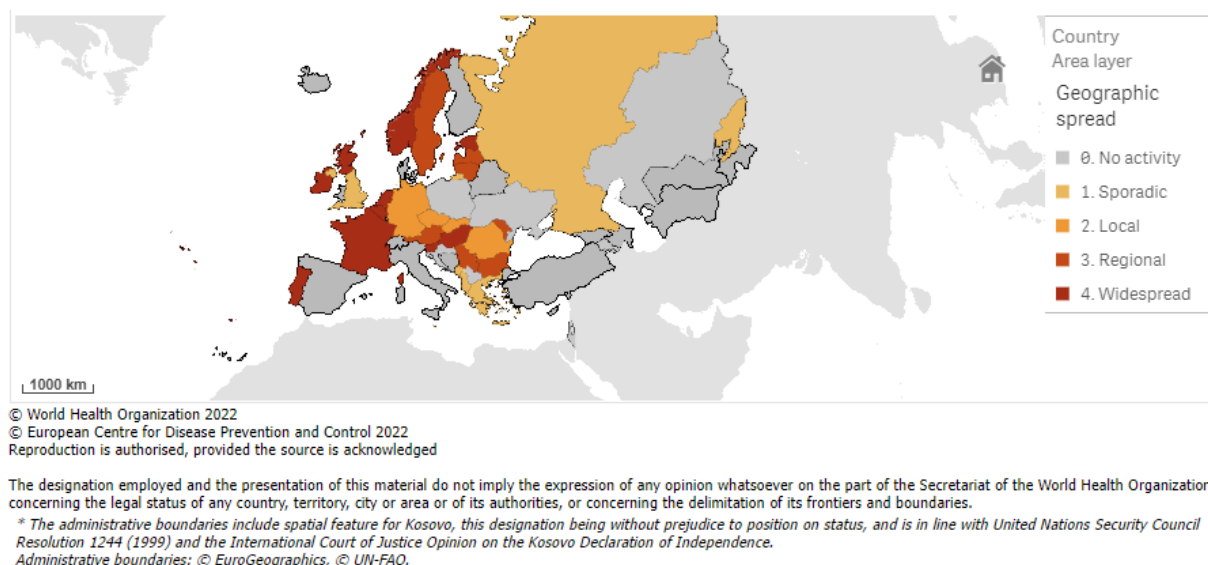 Country
Area layer
Geographic
spread
0. No activity
1. Sporadic
2. Local
3. Regional
4. Widespread
1000 km
© World Health Organization 2022
© European Centre for Disease Prevention and Control 2022
Reproduction is authorised, provided the source is acknowledged
The designation employed and the presentation of this material do not imply the expression of any opinion whatsoever on the part of the Secretariat of the World Health Organization
concerning the legal status of any country, territory, city or area or of its authorities, or concerning the delimitation of its frontiers and boundaries.
* The administrative boundaries include spatial feature for Kosovo, this designation being without prejudice to position on status, and is in line with United Nations Security Council
Resolution 1244 (1999) and the International Court of Justice Opinion on the Kosovo Declaration of Independence.
Administrative boundaries: © EuroGeographics, © UN-FAO.